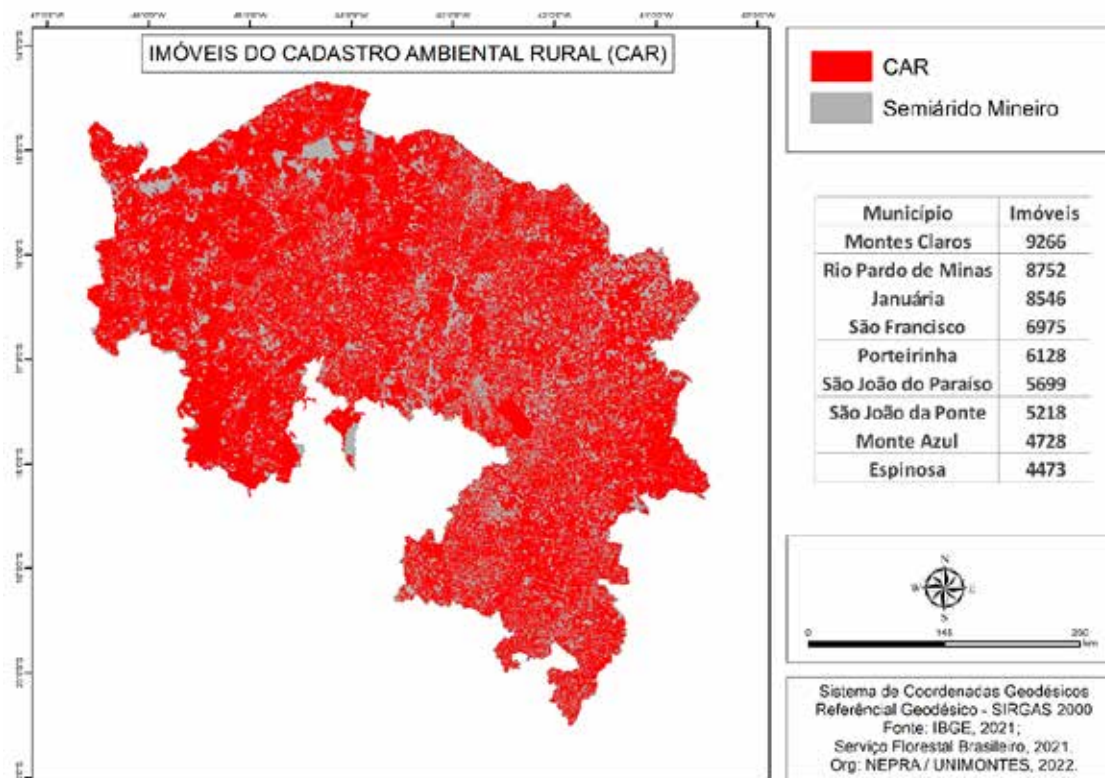 IMÓVEIS DO CADASTRO AMBIENTAL RURAL (CAR)
CAR
Semiárido Mineiro
Município Imóveis
Montes Claros 9266
Rio Pardo de Minas 8752
Januária 8546
São Francisco 6975
Porteirinha 6128
São João do Paraíso 5699
São João da Ponte 5218
Monte Azul 4728
Espinosa 4473
N
W E
S
0 145 290
km
Sistema de Coordenadas Geodésicos
Referêncial Geodésico - SIRGAS 2000
Fonte: IBGE, 2021;
Serviço Florestal Brasileiro, 2021.
Org: NEPRA / UNIMONTES, 2022.